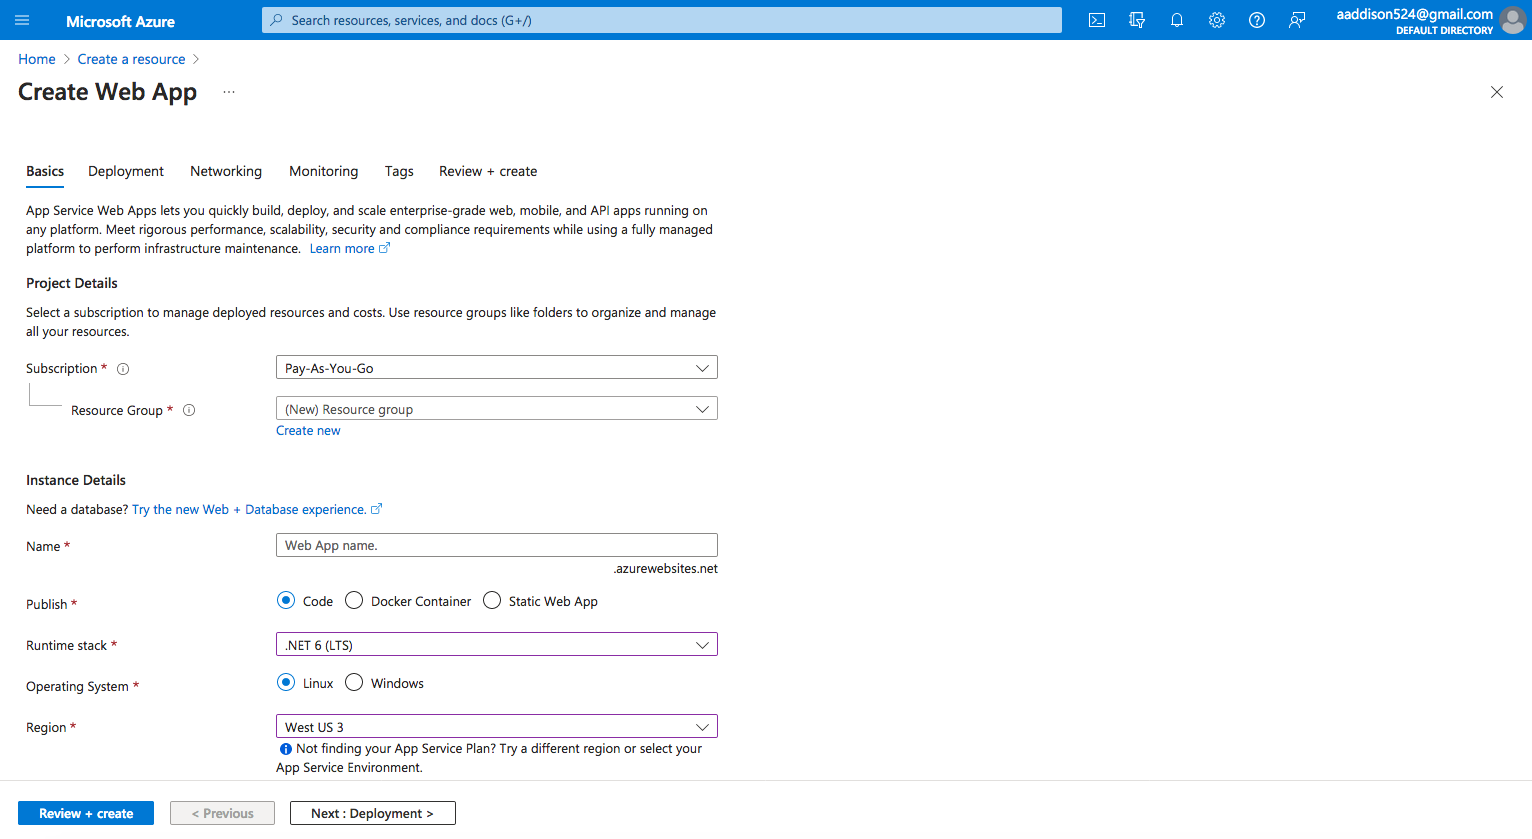 Microsoft Azure
Search resources, services, and docs (G+/)
aaddison524@gmail.com
DEFAULT DIRECTORY
Home > Create a resource >
Create Web App ...
Basics Deployment Networking Monitoring Tags Review + create
App Service Web Apps lets you quickly build, deploy, and scale enterprise-grade web, mobile, and API apps running on
any platform. Meet rigorous performance, scalability, security and compliance requirements while using a fully managed
platform to perform infrastructure maintenance. Learn more
Project Details
Select a subscription to manage deployed resources and costs. Use resource groups like folders to organize and manage
all your resources.
Subscription * Pay-As-You-Go
Resource Group * (New) Resource group
Create new
Instance Details
Need a database? Try the new Web + Database experience.
Name * Web App name.
.azurewebsites.net
Publish * Code Docker Container Static Web App
Runtime stack * .NET 6 (LTS)
Operating System * Linux Windows
Region * West US 3
Not finding your App Service Plan? Try a different region or select your
App Service Environment.
Review + create < Previous Next : Deployment >